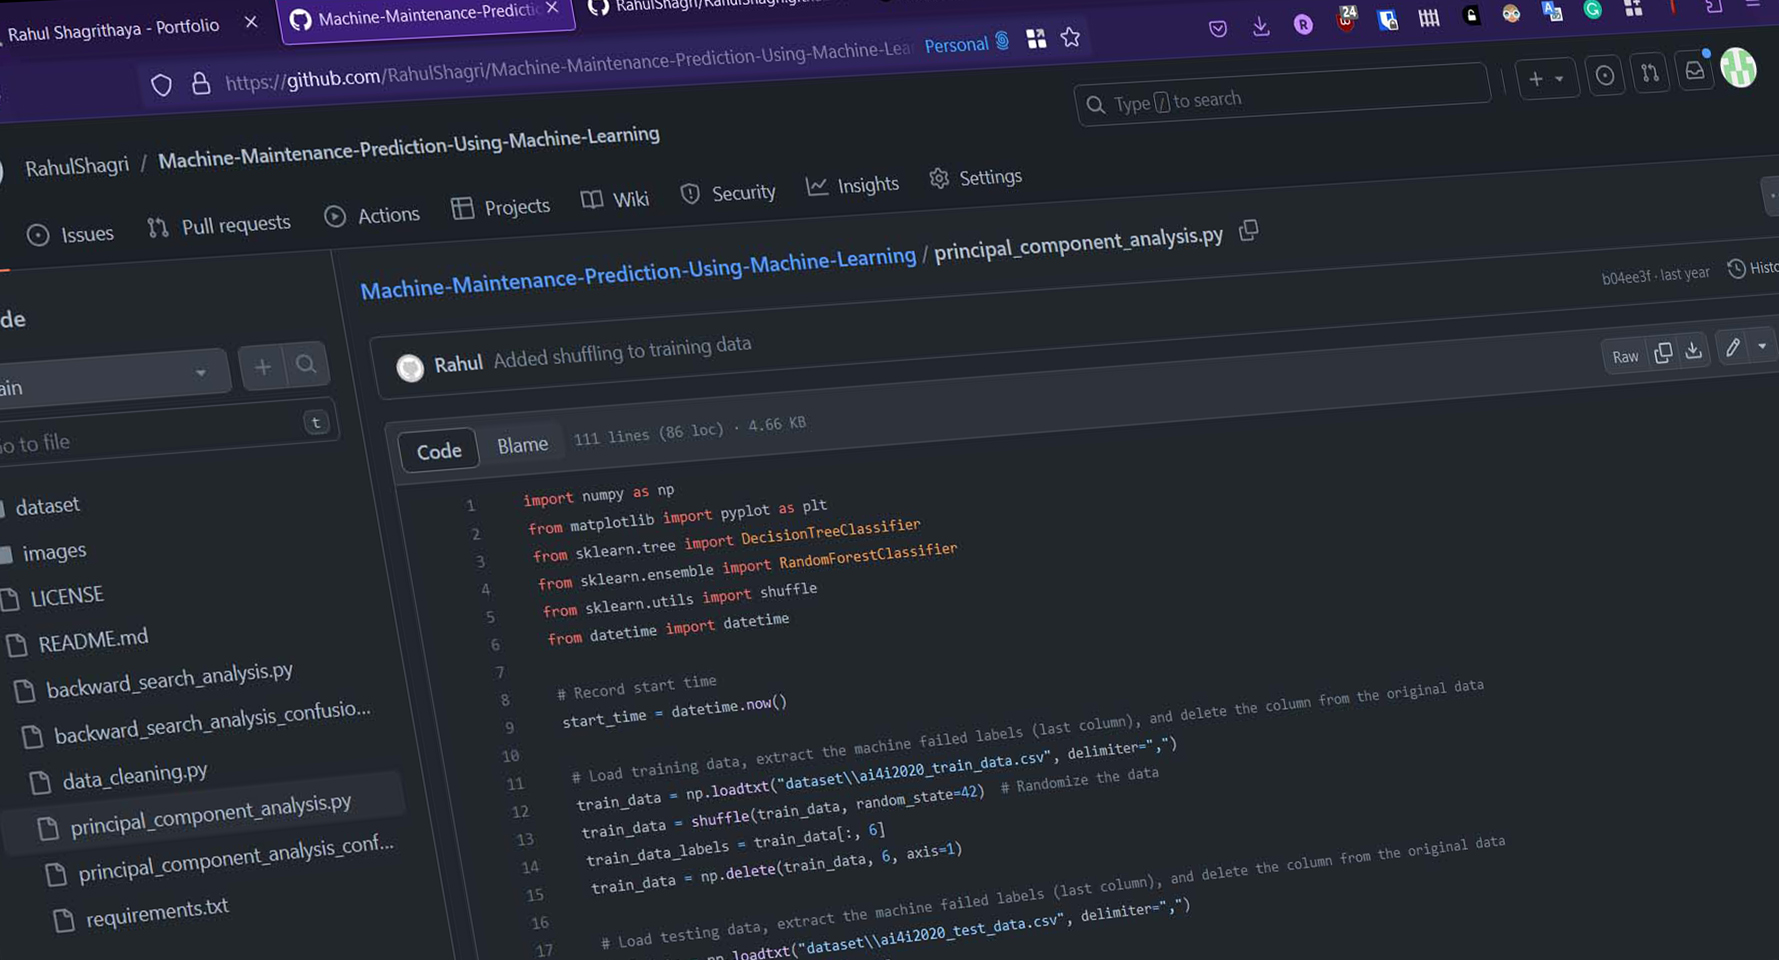 Rahul Shagrithaya - Portfolio
Machine-Maintenance-Predicti
https://github.com/RahulShagri/Machine-Maintenance-Prediction-Using-Machine-Lear
Personal
24
R
Type / to search
RahulShagri / Machine-Maintenance-Prediction-Using-Machine-Learning
Issues
Pull requests
Actions
Projects
Wiki
Security
Insights
Settings
Machine-Maintenance-Prediction-Using-Machine-Learning / principal_component_analysis.py
b04ee3f · last year
Histo
Rahul Added shuffling to training data
Raw
Code
Blame
111 lines (86 loc) · 4.66 KB
de
ain
o to file
t
dataset
images
LICENSE
README.md
backward_search_analysis.py
backward_search_analysis_confusio...
data_cleaning.py
principal_component_analysis.py
principal_component_analysis_conf...
requirements.txt
1 import numpy as np
2 from matplotlib import pyplot as plt
3 from sklearn.tree import DecisionTreeClassifier
4 from sklearn.ensemble import RandomForestClassifier
5 from sklearn.utils import shuffle
6 from datetime import datetime
7
8 # Record start time
9 start_time = datetime.now()
10
11 # Load training data, extract the machine failed labels (last column), and delete the column from the original data
12 train_data = np.loadtxt("dataset\\ai4i2020_train_data.csv", delimiter=",")
13 train_data = shuffle(train_data, random_state=42) # Randomize the data
14 train_data_labels = train_data[:, 6]
15 train_data = np.delete(train_data, 6, axis=1)
16
17 # Load testing data, extract the machine failed labels (last column), and delete the column from the original data
np.loadtxt("dataset\\ai4i2020_test_data.csv", delimiter=",")